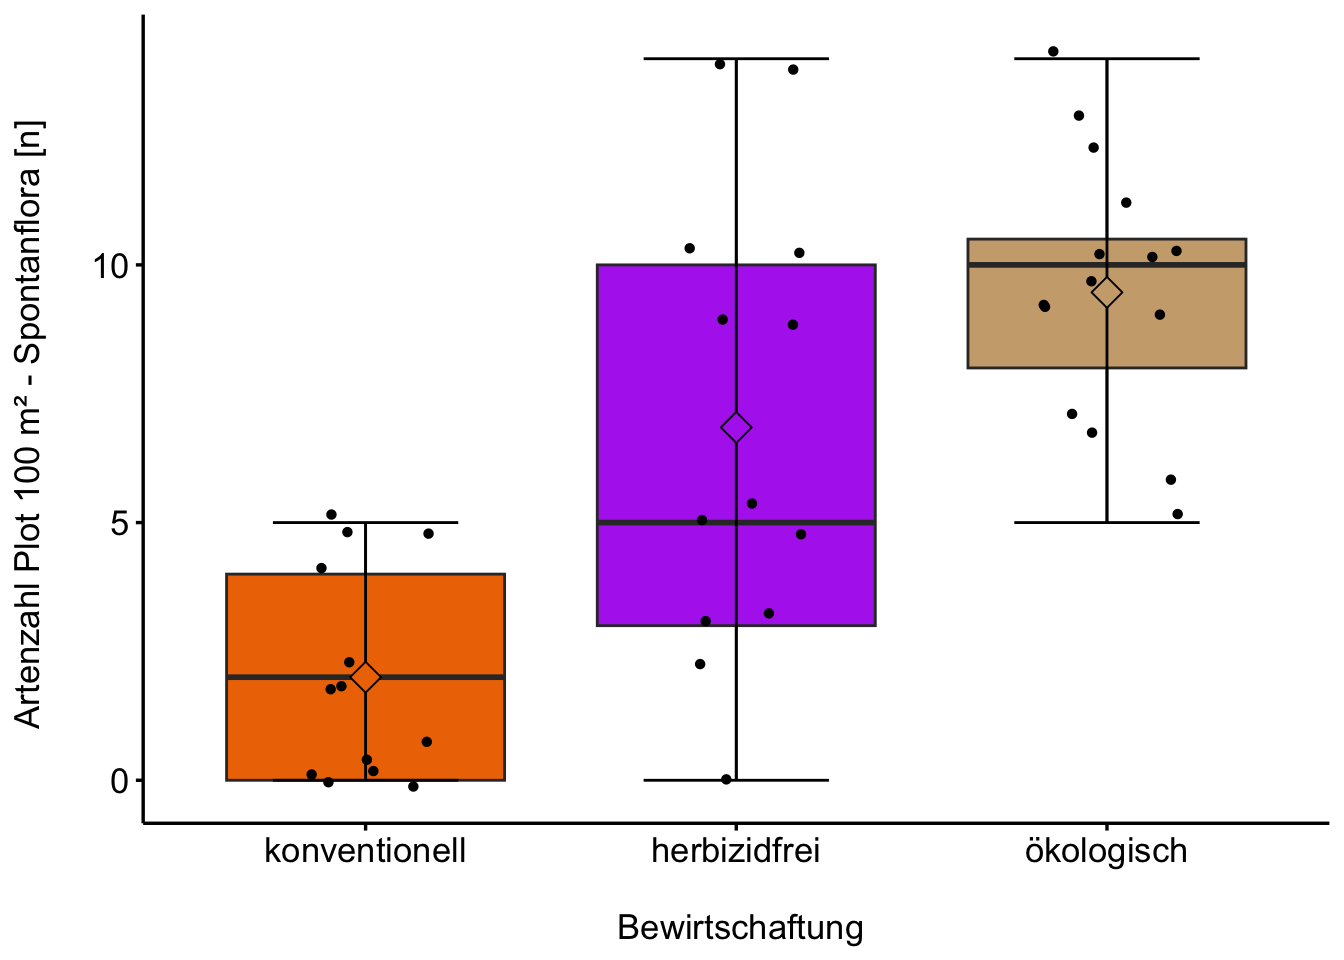 Artenzahl Plot 100 m² - Spontanflora [n]
10
5
0
konventionell herbizidfrei ökologisch
Bewirtschaftung